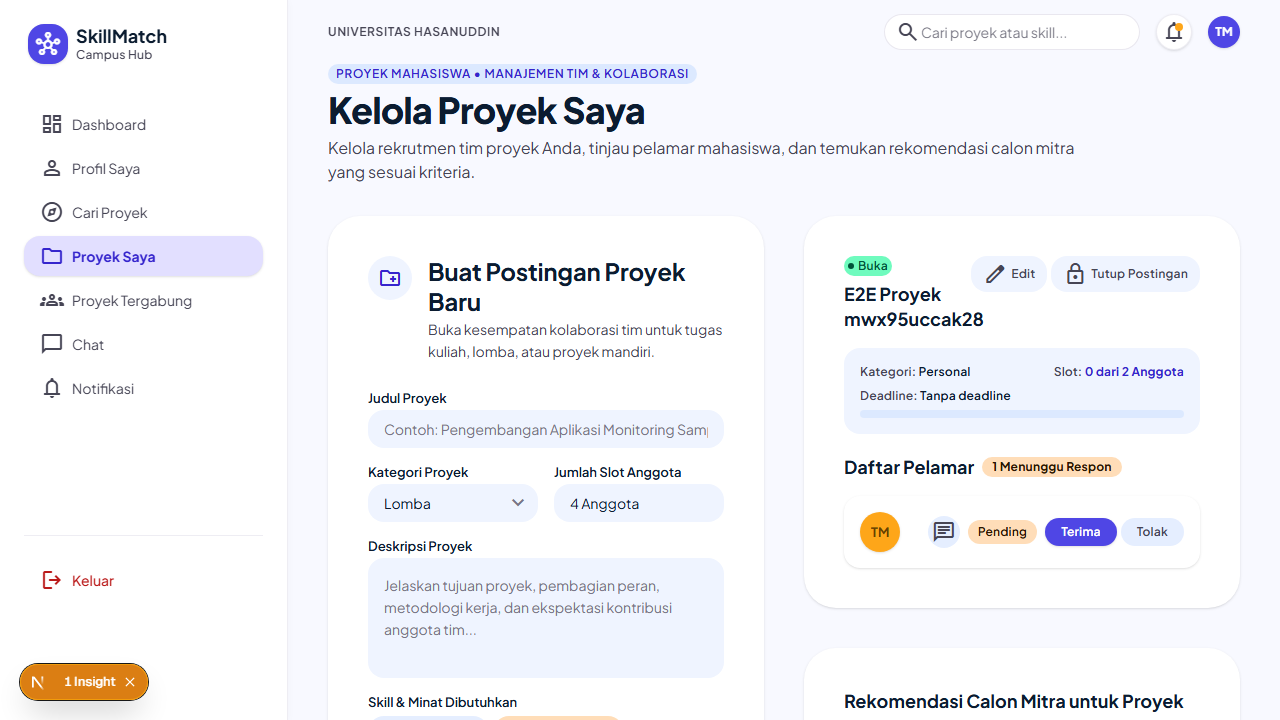 SkillMatch
Campus Hub
Dashboard
Profil Saya
Cari Proyek
Proyek Saya
Proyek Tergabung
Chat
Notifikasi
Keluar
1 Insight
UNIVERSITAS HASANUDDIN
Cari proyek atau skill...
TM
PROYEK MAHASISWA • MANAJEMEN TIM & KOLABORASI
Kelola Proyek Saya
Kelola rekrutmen tim proyek Anda, tinjau pelamar mahasiswa, dan temukan rekomendasi calon mitra
yang sesuai kriteria.
Buat Postingan Proyek
Baru
Buka kesempatan kolaborasi tim untuk tugas
kuliah, lomba, atau proyek mandiri.
Judul Proyek
Contoh: Pengembangan Aplikasi Monitoring Sam
Kategori Proyek
Jumlah Slot Anggota
Lomba
4 Anggota
Deskripsi Proyek
Jelaskan tujuan proyek, pembagian peran,
metodologi kerja, dan ekspektasi kontribusi
anggota tim...
Skill & Minat Dibutuhkan
Buka
Edit
Tutup Postingan
E2E Proyek
mwx95uccak28
Kategori: Personal
Slot: 0 dari 2 Anggota
Deadline: Tanpa deadline
Daftar Pelamar
1 Menunggu Respon
TM
Pending
Terima
Tolak
Rekomendasi Calon Mitra untuk Proyek